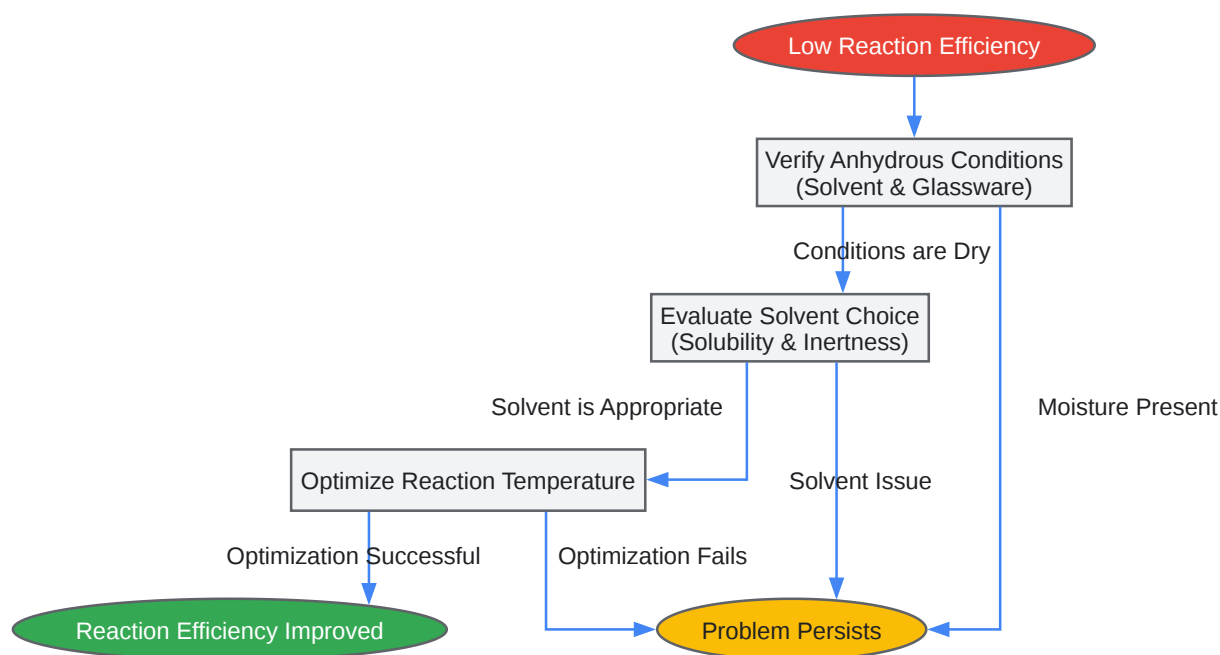 Low Reaction Efficiency
Verify Anhydrous Conditions
(Solvent & Glassware)
Conditions are Dry
Evaluate Solvent Choice
(Solubility & Inertness)
Solvent is Appropriate
Moisture Present
Optimize Reaction Temperature
Solvent Issue
Optimization Successful
Optimization Fails
Reaction Efficiency Improved
Problem Persists